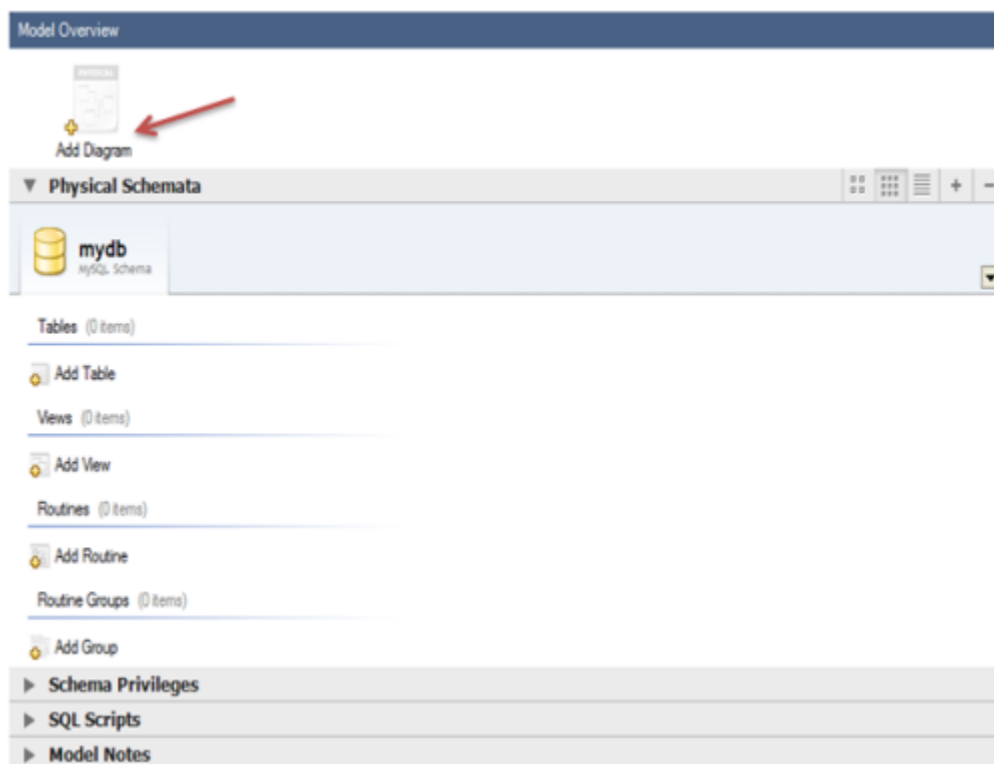 Model Overview
PHYSICAL
Add Diagram
Physical Schemata
mydb
MySQL Schema
Tables (0 items)
Add Table
Views (0 items)
Add View
Routines (0 items)
Add Routine
Routine Groups (0 items)
Add Group
Schema Privileges
SQL Scripts
Model Notes